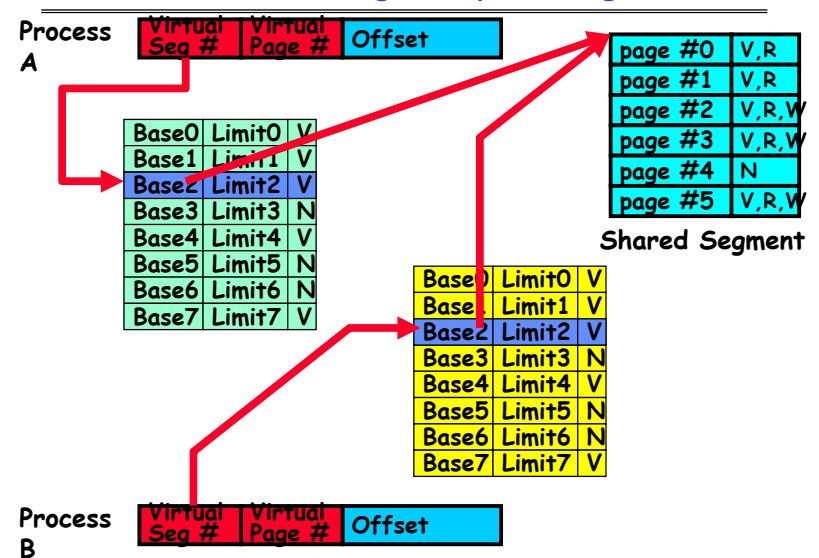 Process
A
Virtual
Seg #
Virtual
Page #
Offset
page #0 V,R
page #1 V,R
page #2 V,R,W
page #3 V,R,W
page #4 N
page #5 V,R,W
Shared Segment
Base0 Limit0 V
Base1 Limit1 V
Base2 Limit2 V
Base3 Limit3 N
Base4 Limit4 V
Base5 Limit5 N
Base6 Limit6 N
Base7 Limit7 V
Base0 Limit0 V
Base1 Limit1 V
Base2 Limit2 V
Base3 Limit3 N
Base4 Limit4 V
Base5 Limit5 N
Base6 Limit6 N
Base7 Limit7 V
Process
B
Virtual
Seg #
Virtual
Page #
Offset